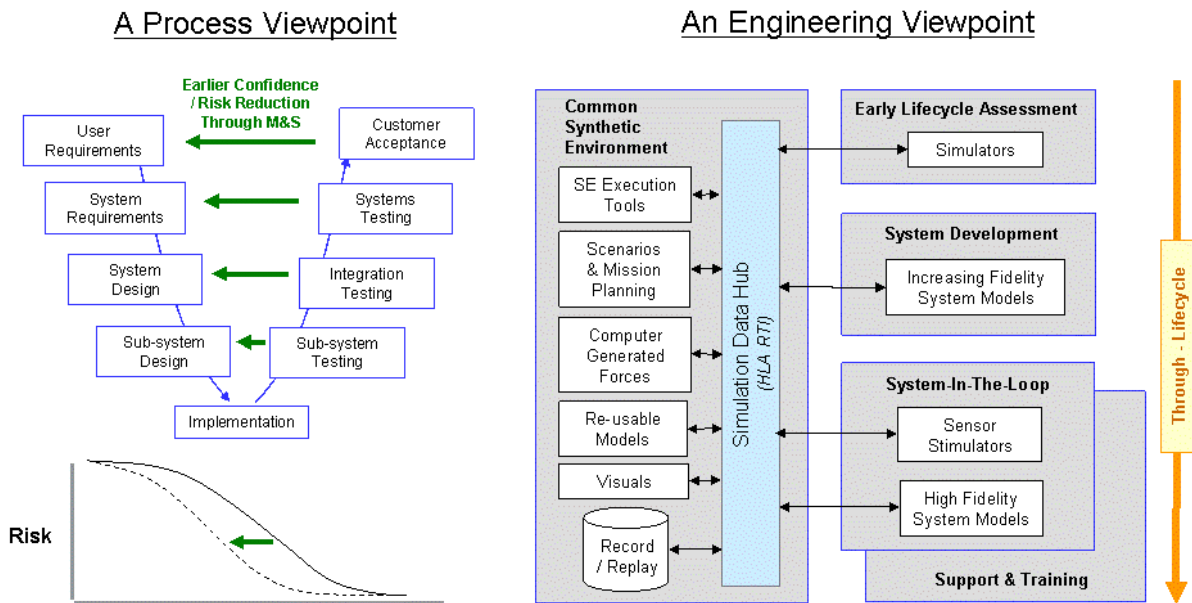 A Process Viewpoint
Earlier Confidence
/ Risk Reduction
Through M&S
User
Requirements
Customer
Acceptance
System
Requirements
Systems
Testing
System
Design
Integration
Testing
Sub-system
Design
Sub-system
Testing
Implementation
Risk
An Engineering Viewpoint
Common
Synthetic
Environment
SE Execution
Tools
Scenarios
& Mission
Planning
Computer
Generated
Forces
Re-usable
Models
Visuals
Record
/ Replay
Simulation Data Hub
(HLA RTI)
Early Lifecycle Assessment
Simulators
System Development
Increasing Fidelity
System Models
System-In-The-Loop
Sensor
Stimulators
High Fidelity
System Models
Support & Training
Through - Lifecycle